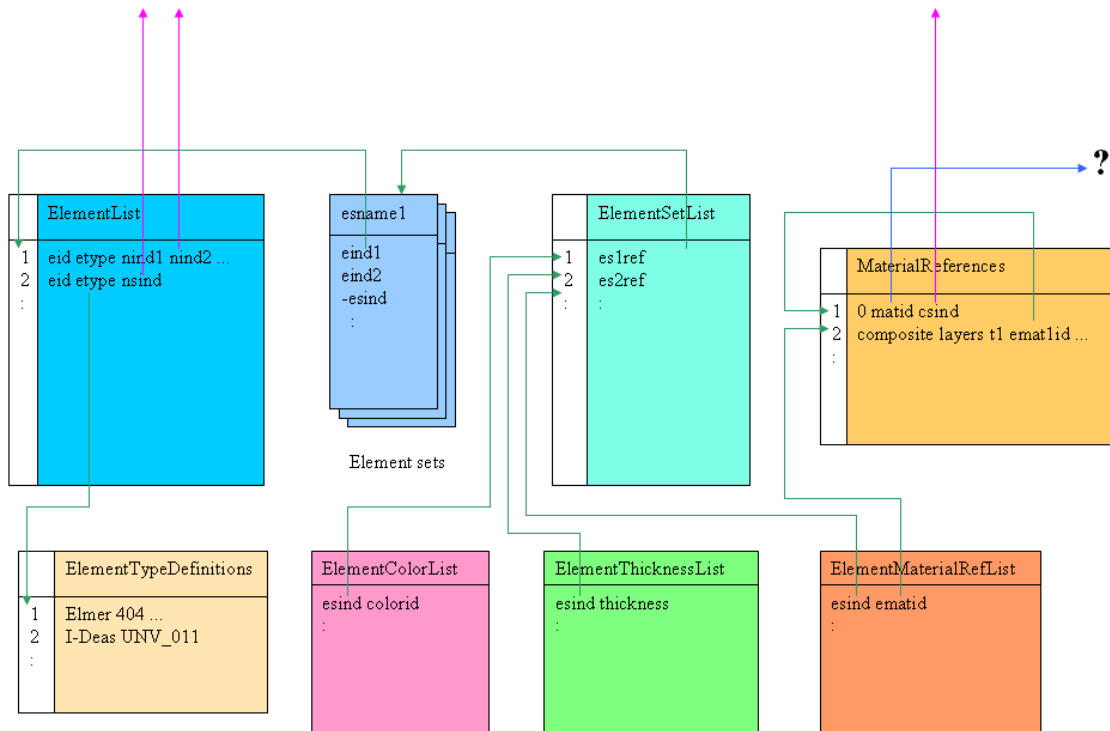 ?
ElementList
1 eid etype nind1 nind2 ...
2 eid etype nsind
:
esname1
eind1
eind2
-esind
:
Element sets
ElementSetList
1 es1ref
2 es2ref
: :
MaterialReferences
1 0 matid csind
2 composite layers t1 emat1id ...
:
ElementTypeDefinitions
1 Elmer 404 ...
2 I-Deas UNV_011
:
ElementColorList
esind colorid
:
ElementThicknessList
esind thickness
:
ElementMaterialRefList
esind ematid
: